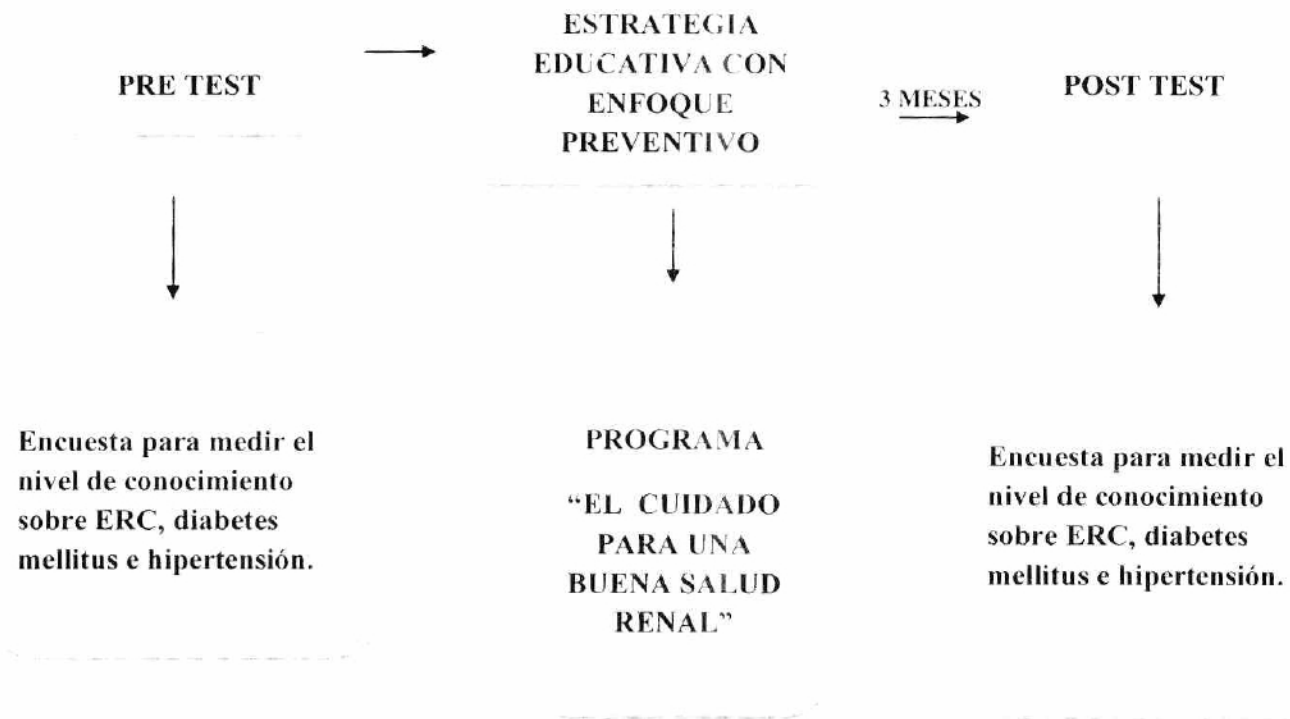 PRE TEST
ESTRATEGIA
EDUCATIVA CON
ENFOQUE
PREVENTIVO
3 MESES
POST TEST
Encuesta para medir el
nivel de conocimiento
sobre ERC, diabetes
mellitus e hipertensión.
PROGRAMA
“EL CUIDADO
PARA UNA
BUENA SALUD
RENAL”
Encuesta para medir el
nivel de conocimiento
sobre ERC, diabetes
mellitus e hipertensión.